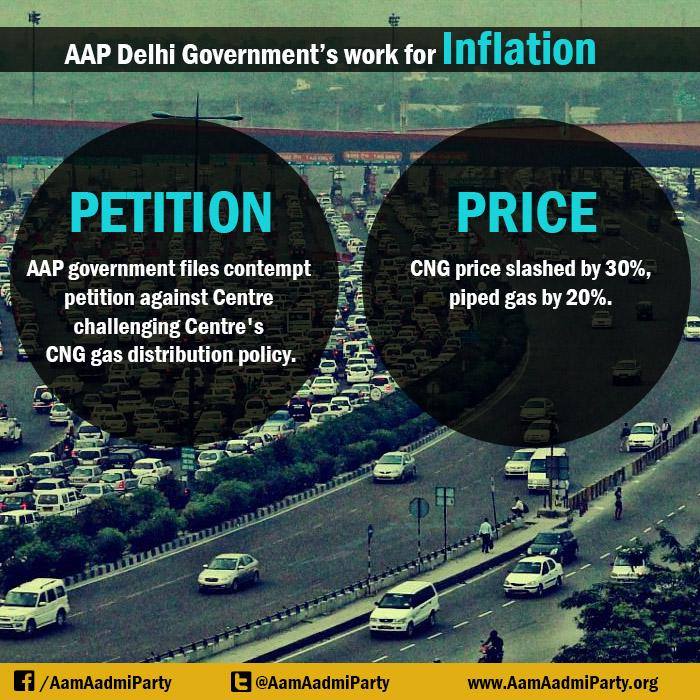 AAP Delhi Government's work for Inflation
PETITION
AAP government files contempt
petition against Centre
challenging Centre's
CNG gas distribution policy.
PRICE
CNG price slashed by 30%,
piped gas by 20%.
/AamAadmiParty
@AamAadmiParty
www.AamAadmiParty.org